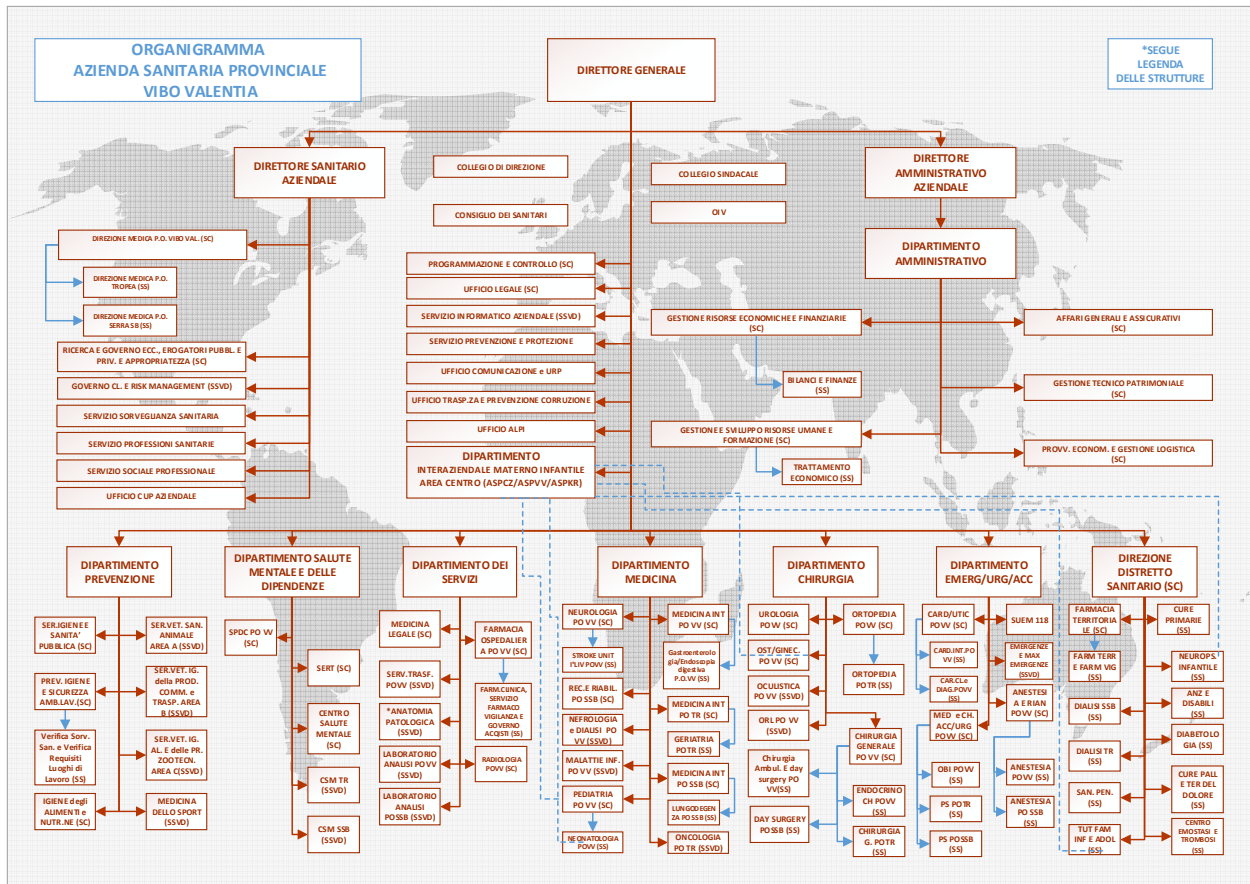 ORGANIGRAMMA
AZIENDA SANITARIA PROVINCIALE
VIBO VALENTIA
DIRETTORE GENERALE
*SEGUE
LEGENDA
DELLE STRUTTURE
DIRETTORE SANITARIO
AZIENDALE
COLLEGIO DI DIREZIONE
COLLEGIO SINDACALE
DIRETTORE
AMMINISTRATIVO
AZIENDALE
CONSIGLIO DEI SANITARI
OIV
DIREZIONE MEDICA P.O. VIBO VAL. (SC)
DIREZIONE MEDICA P.O.
TROPEA (SS)
DIREZIONE MEDICA P.O.
SERRA SB (SS)
RICERCA E GOVERNO ECC., EROGATORI PUBBL. E
PRIV. E APPROPRIATEZZA (SC)
GOVERNO CL. E RISK MANAGEMENT (SSVD)
SERVIZIO SORVEGLIANZA SANITARIA
SERVIZIO PROFESSIONI SANITARIE
SERVIZIO SOCIALE PROFESSIONALE
UFFICIO CUP AZIENDALE
PROGRAMMAZIONE E CONTROLLO (SC)
UFFICIO LEGALE (SC)
SERVIZIO INFORMATICO AZIENDALE (SSVD)
SERVIZIO PREVENZIONE E PROTEZIONE
UFFICIO COMUNICAZIONE e URP
UFFICIO TRASP.ZA E PREVENZIONE CORRUZIONE
UFFICIO ALPI
DIPARTIMENTO
INTERAZIENDALE MATERNO INFANTILE
AREA CENTRO (ASPCZ/ASPVV/ASPKR)
DIPARTIMENTO
AMMINISTRATIVO
GESTIONE RISORSE ECONOMICHE E FINANZIARIE
(SC)
AFFARI GENERALI E ASSICURATIVI
(SC)
BILANCI E FINANZE
(SS)
GESTIONE TECNICO PATRIMONIALE
(SC)
GESTIONE E SVILUPPO RISORSE UMANE E
FORMAZIONE (SC)
PROVV. ECONOM. E GESTIONE LOGISTICA
(SC)
TRATTAMENTO
ECONOMICO (SS)
DIPARTIMENTO
PREVENZIONE
SER.IGIENE E
SANITA'
PUBBLICA (SC)
SER.VET. SAN.
ANIMALE
AREA A (SSVD)
PREV. IGIENE
E SICUREZZA
AMB.LAV.(SC)
SER.VET. IG.
della PROD.
COMM. e
TRASP. AREA
B (SSVD)
Verifica Sorv.
San. e Verifica
Requisiti
Luoghi di
Lavoro (SS)
SER.VET. IG.
AL. E delle PR.
ZOOTECN.
AREA C(SSVD)
IGIENE degli
ALIMENTI e
NUTR.NE (SC)
MEDICINA
DELLO SPORT
(SSVD)
DIPARTIMENTO SALUTE
MENTALE E DELLE
DIPENDENZE
SPDC PO VV
(SC)
SERT (SC)
CENTRO
SALUTE
MENTALE
(SC)
CSM TR
(SSVD)
CSM SSB
(SSVD)
DIPARTIMENTO DEI
SERVIZI
MEDICINA
LEGALE (SC)
FARMACIA
OSPEDALIER
A PO VV (SC)
SERV.TRASF.
POVV (SSVD)
FARM.CLINICA,
SERVIZIO
FARMACO
VIGILANZA E
GOVERNO
ACQISTI (SS)
*ANATOMIA
PATOLOGICA
(SSVD)
LABORATORIO
ANALISI PO VV
(SSVD)
RADIOLOGIA
POVV (SC)
LABORATORIO
ANALISI
POSSB (SSVD)
DIPARTIMENTO
MEDICINA
NEUROLOGIA
PO VV (SC)
MEDICINA INT
PO VV (SC)
STROKE UNIT
I°LIV POVV (SS)
Gastroenterolo
gia/Endosopia
digestiva
P.O.VV (SS)
REC.E RIABIL.
PO SSB (SC)
MEDICINA INT
PO TR (SC)
NEFROLOGIA
e DIALISI PO
VV (SSVD)
GERIATRIA
POTR (SS)
MALATTIE INF.
PO VV (SSVD)
MEDICINA INT
PO SSB (SC)
PEDIATRIA
PO VV (SC)
LUNGODEGEN
ZA PO SSB (SS)
NEONATOLOGIA
POVV (SS)
ONCOLOGIA
PO TR (SSVD)
DIPARTIMENTO
CHIRURGIA
UROLOGIA
POVV (SC)
ORTOPEDIA
POVV (SC)
OST/GINEC.
PO VV (SC)
ORTOPEDIA
PO TR (SS)
OCULISTICA
PO VV (SSVD)
ORL PO VV
(SSVD)
CHIRURGIA
GENERALE
PO VV (SC)
Chirurgia
Ambul. E day
surgery PO
VV(SS)
ENDOCRINO
CH POVV
(SS)
DAY SURGERY
PO SSB (SS)
CHIRURGIA
G. POTR
(SS)
DIPARTIMENTO
EMERG/URG/ACC
CARD/UTIC
POVV (SC)
SUEM 118
CARD.INT.PO
VV (SS)
EMERGENZE
E MAX
EMERGENZE
(SSVD)
CAR.CL.e
DIAG.POVV (SS)
ANESTESI
A E RIAN
POVV (SC)
MED e CH.
ACC/URG
POVV (SC)
OBI POVV
(SS)
ANESTESIA
POVV (SS)
PS POTR
(SS)
ANESTESIA
PO SSB (SS)
PS POSSB
(SS)
DIREZIONE
DISTRETTO
SANITARIO (SC)
FARMACIA
TERRITORIA
LE (SC)
CURE
PRIMARIE
(SS)
FARM TERR
E FARM VIG
(SS)
NEUROPS.
INFANTILE
(SS)
DIALISI SSB
(SS)
ANZ E
DISABILI
(SS)
DIALISI TR
(SS)
DIABETOLO
GIA (SS)
SAN. PEN.
(SS)
CURE PALL
E TER DEL
DOLORE
(SS)
TUT FAM
INF E ADOL
(SS)
CENTRO
EMOSTASI E
TROMBOSI
(SS)